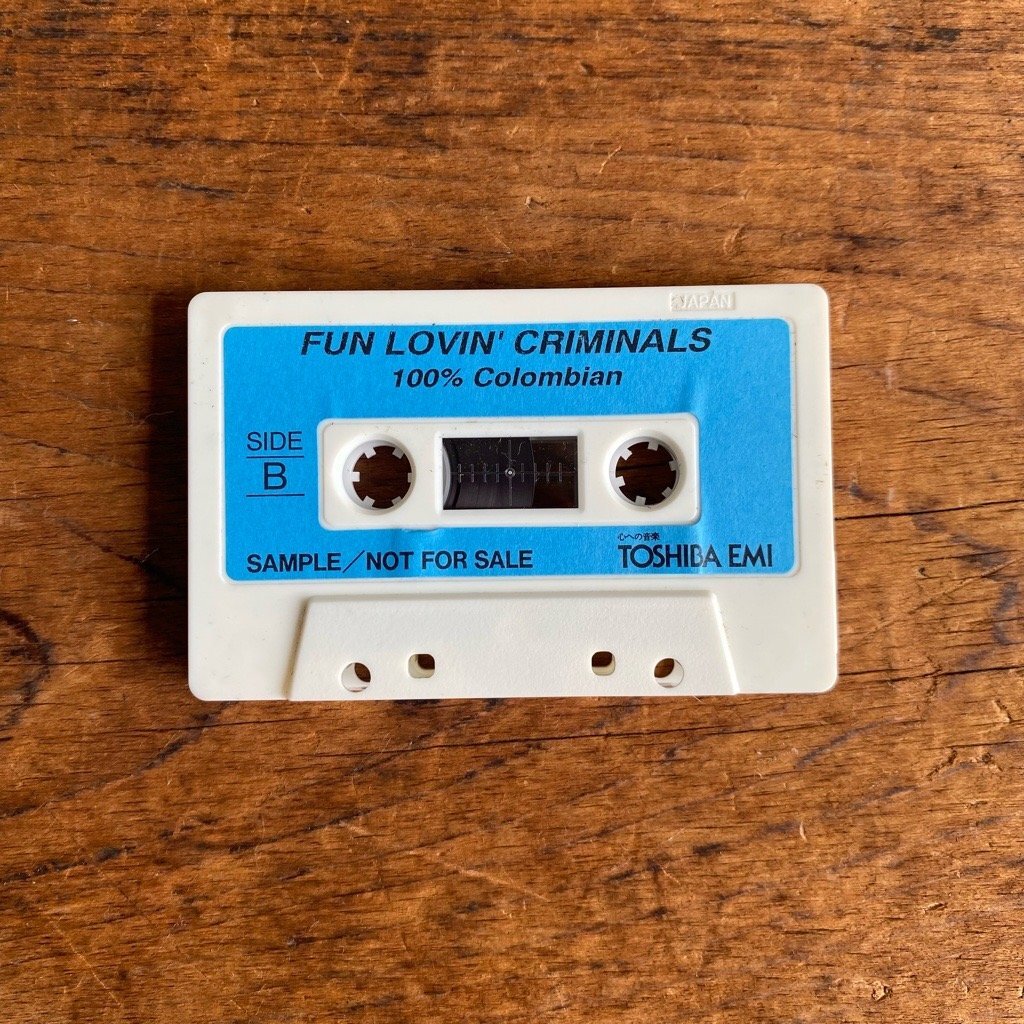 JAPAN
FUN LOVIN' CRIMINALS
100% Colombian
SIDE
B
心への音楽
SAMPLE/NOT FOR SALE
TOSHIBA EMI